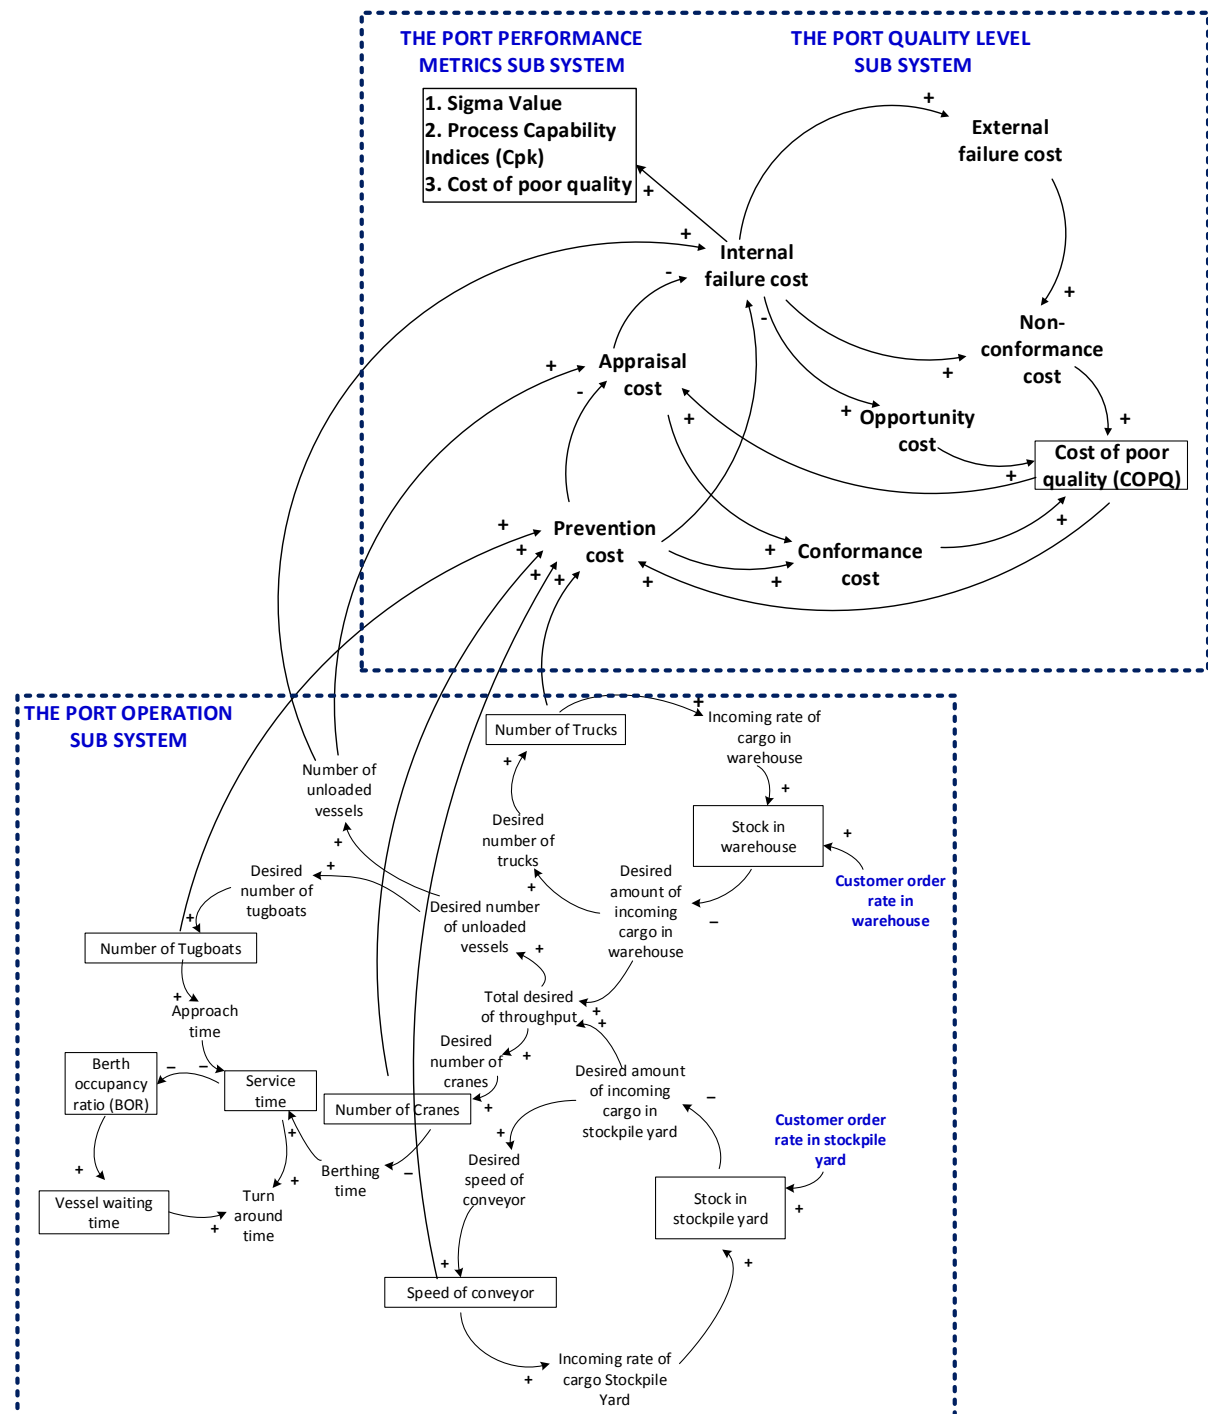 THE PORT PERFORMANCE
METRICS SUB SYSTEM
THE PORT QUALITY LEVEL
SUB SYSTEM
1. Sigma Value
2. Process Capability
Indices (Cpk)
3. Cost of poor quality
+
+
External
failure cost
+
Internal
failure cost
-
-
+
Non-
conformance
cost
+
Appraisal
cost
+
-
+
+
Opportunity
cost
+
Cost of poor
quality (COPQ)
+
+
Prevention
cost
+
+
+
+
+
+
+
Conformance
cost
+
THE PORT OPERATION
SUB SYSTEM
Number of Trucks
+
Incoming rate of
cargo in
warehouse
+
+
Number of
unloaded
vessels
+
Desired
number of
trucks
+
Stock in
warehouse
+
Customer order
rate in
warehouse
Desired
number of
tugboats
+
+
Desired number
of unloaded
vessels
+
Desired
amount of
incoming
cargo in
warehouse
−
Number of Tugboats
+
Approach
time
Total desired
of throughput
+
+
Desired
number of
cranes
+
+
Berth
occupancy
ratio (BOR)
−
−
Service
time
Number of Cranes
Desired amount
of incoming
cargo in
stockpile yard
−
Customer order
rate in stockpile
yard
+
+
+
Berthing
time
−
Desired
speed of
conveyor
+
Vessel waiting
time
+
+
Turn
around
time
Stock in
stockpile yard
+
+
Speed of conveyor
+
Incoming rate of
cargo Stockpile
Yard
+